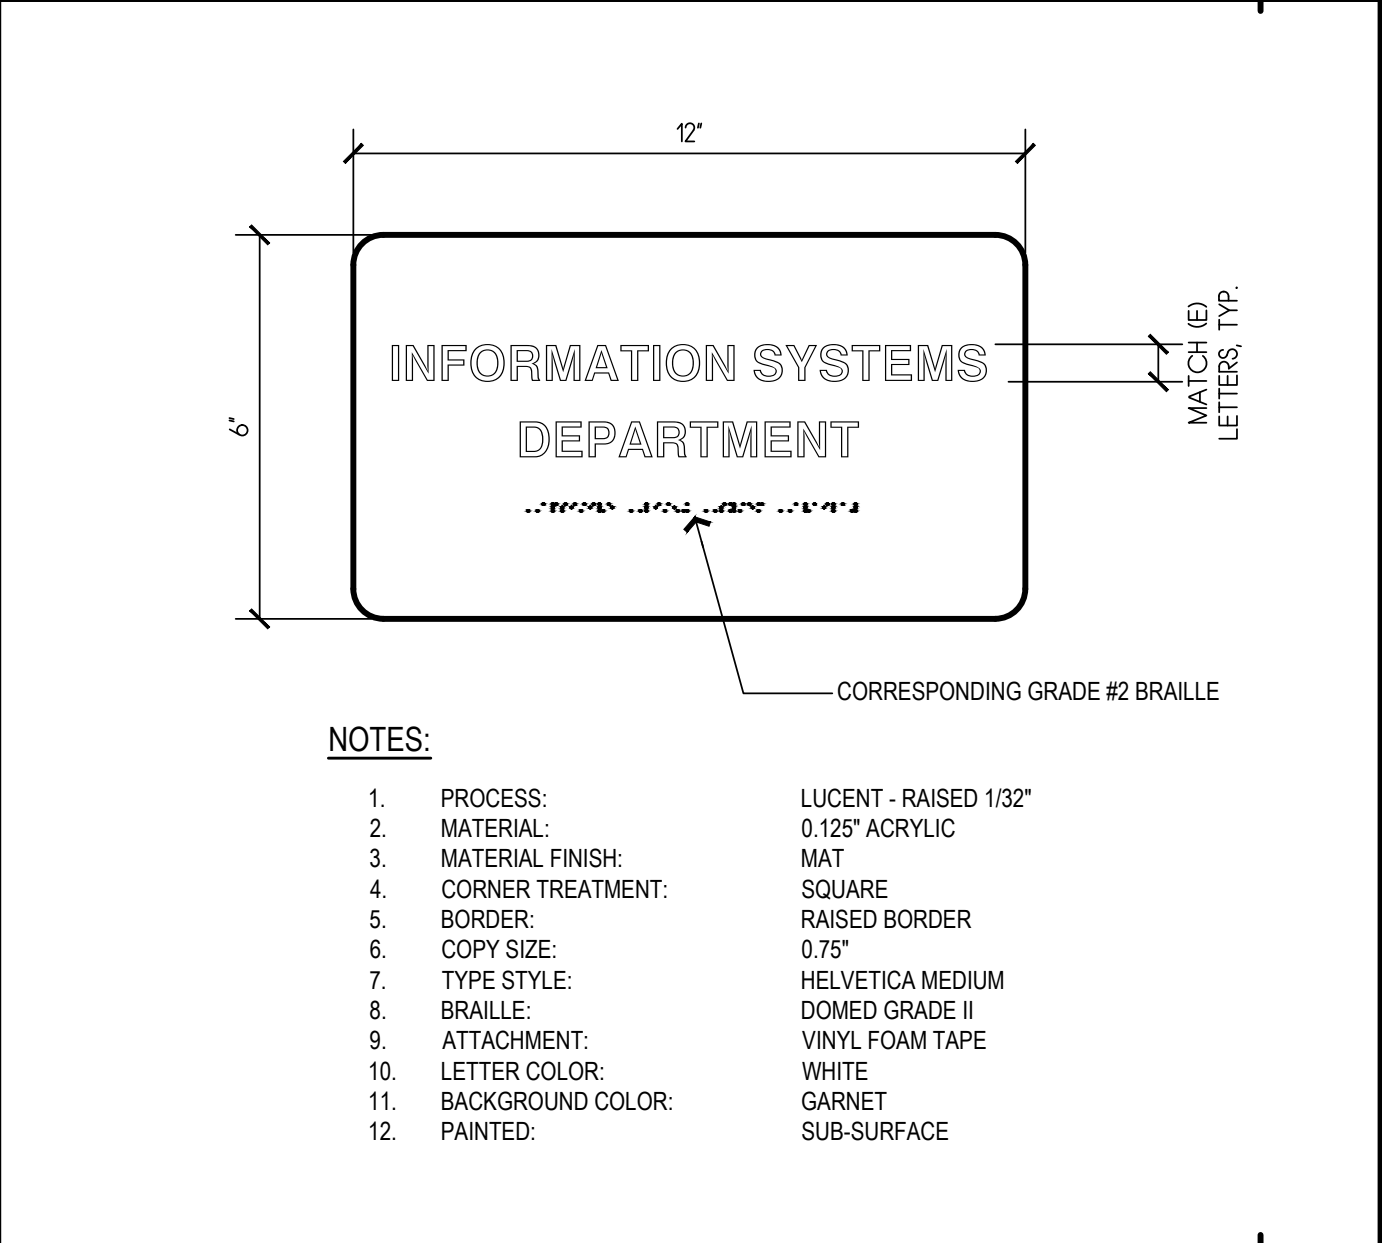 12"
6"
INFORMATION SYSTEMS
DEPARTMENT
MATCH (E)
LETTERS, TYP.
CORRESPONDING GRADE #2 BRAILLE
NOTES:
1. PROCESS: LUCENT - RAISED 1/32"
2. MATERIAL: 0.125" ACRYLIC
3. MATERIAL FINISH: MAT
4. CORNER TREATMENT: SQUARE
5. BORDER: RAISED BORDER
6. COPY SIZE: 0.75"
7. TYPE STYLE: HELVETICA MEDIUM
8. BRAILLE: DOMED GRADE II
9. ATTACHMENT: VINYL FOAM TAPE
10. LETTER COLOR: WHITE
11. BACKGROUND COLOR: GARNET
12. PAINTED: SUB-SURFACE